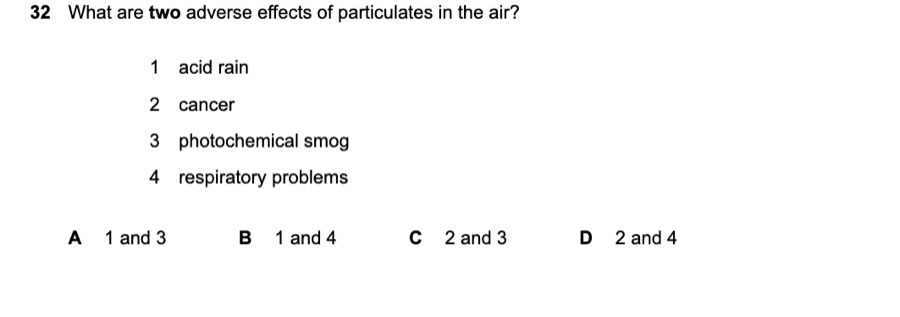 32 What are two adverse effects of particulates in the air?
1 acid rain
2 cancer
3 photochemical smog
4 respiratory problems
A 1 and 3 B 1 and 4 C 2 and 3 D 2 and 4